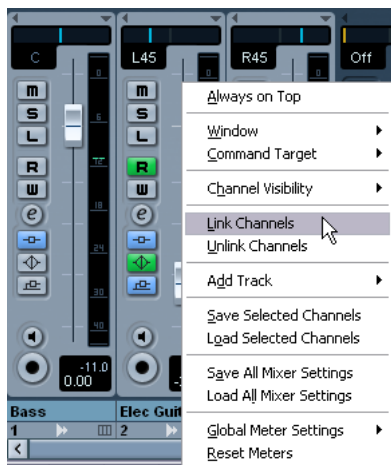 C L45 R45 Off
0 0 0
m m
S S
6
L L
R R
12
W W
18
e e
24
30
40
-11.0
0.00
Bass Elec Guit
1 2
Always on Top
Window
Command Target
Channel Visibility
Link Channels
Unlink Channels
Add Track
Save Selected Channels
Load Selected Channels
Save All Mixer Settings
Load All Mixer Settings
Global Meter Settings
Reset Meters